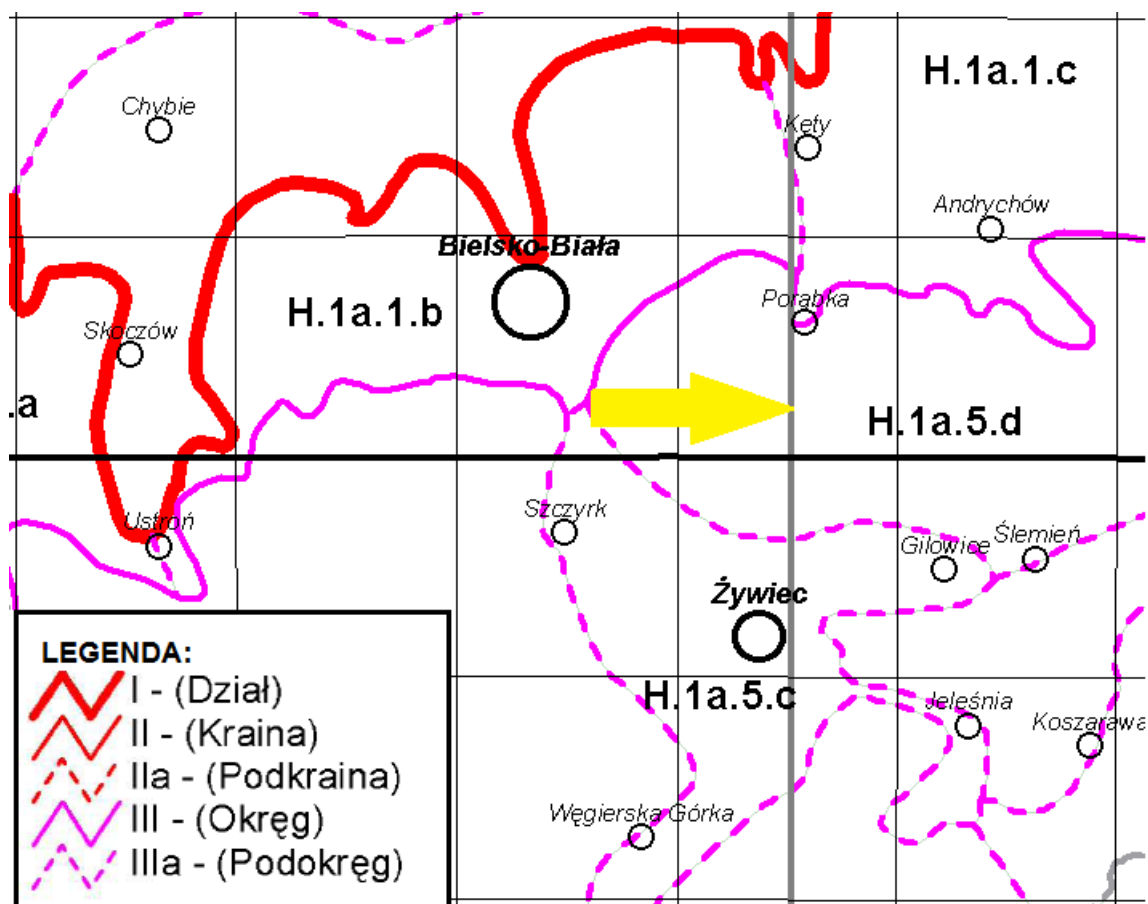 H.1a.1.c
Chybie
Kęty
Andrychów
Bielsko-Biała
H.1a.1.b
Porąbka
Skoczów
.a
H.1a.5.d
Ustroń
Szczyrk
Gilowice
Ślemień
Żywiec
H.1a.5.c
Jeleśnia
Koszarawa
Węgierska Górka
LEGENDA:
I - (Dział)
II - (Kraina)
IIa - (Podkraina)
III - (Okręg)
IIIa - (Podokręg)